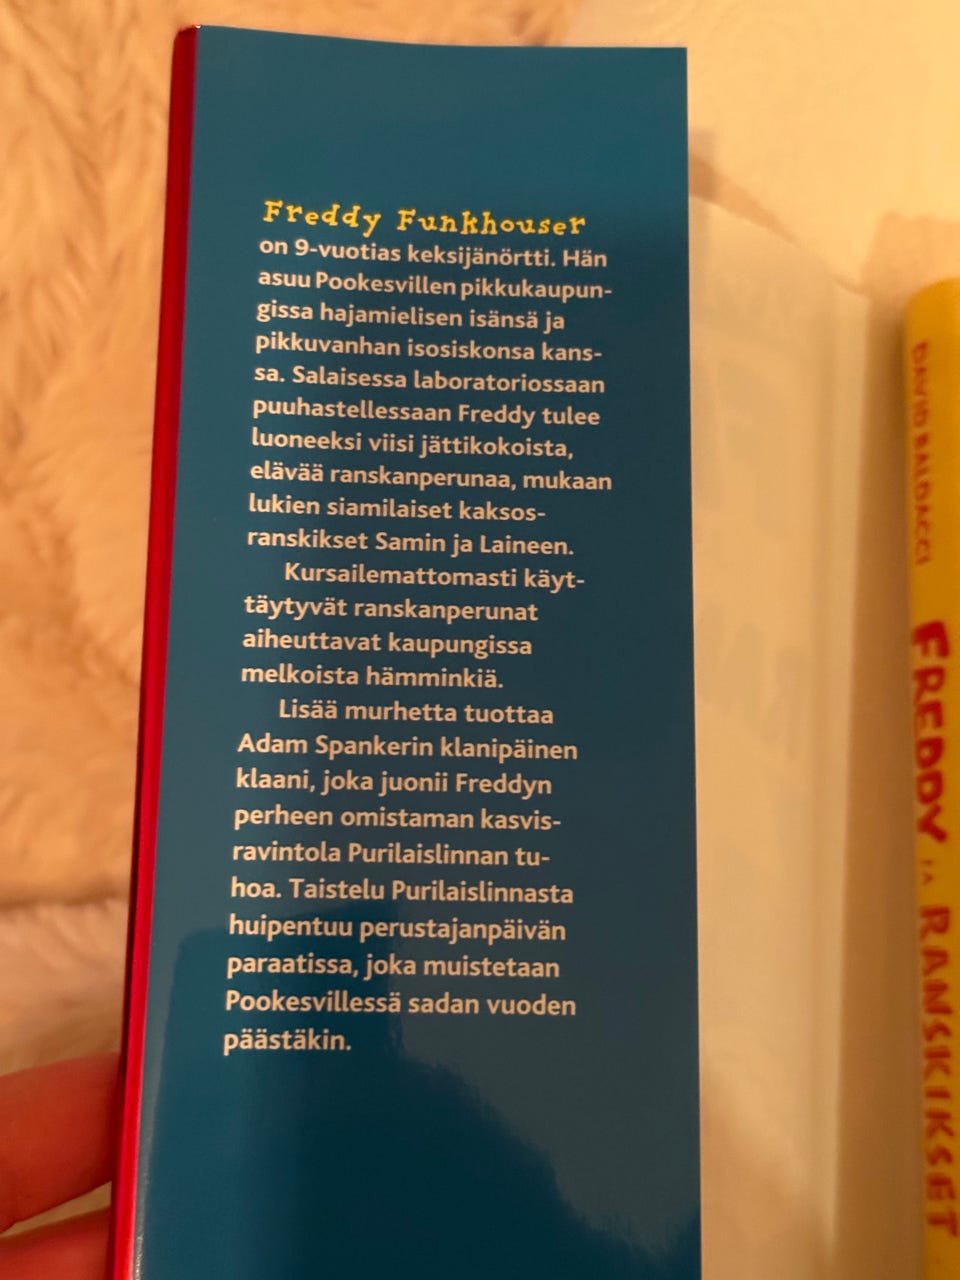 Freddy Funkhouser
on 9-vuotias keksijänörtti. Hän
asuu Pookesvillen pikkukaupun-
gissa hajamielisen isänsä ja
pikkuvanhan isosiskonsa kans-
sa. Salaisessa laboratoriossaan
puuhastellessaan Freddy tulee
luoneeksi viisi jättikokoista,
elävää ranskanperunaa, mukaan
lukien siamilaiset kaksos-
ranskikset Samin ja Laineen.
Kursailemattomasti käyt-
täytyvät ranskanperunat
aiheuttavat kaupungissa
melkoista hämminkiä.
Lisää murhetta tuottaa
Adam Spankerin klanipäinen
klaani, joka juonii Freddyn
perheen omistaman kasvis-
ravintola Purilaislinnan tu-
hoa. Taistelu Purilaislinnasta
huipentuu perustajanpäivän
paraatissa, joka muistetaan
Pookesvillessä sadan vuoden
päästäkin.
DAVID BALDACCI
FREDDY JA RANSKIKSET